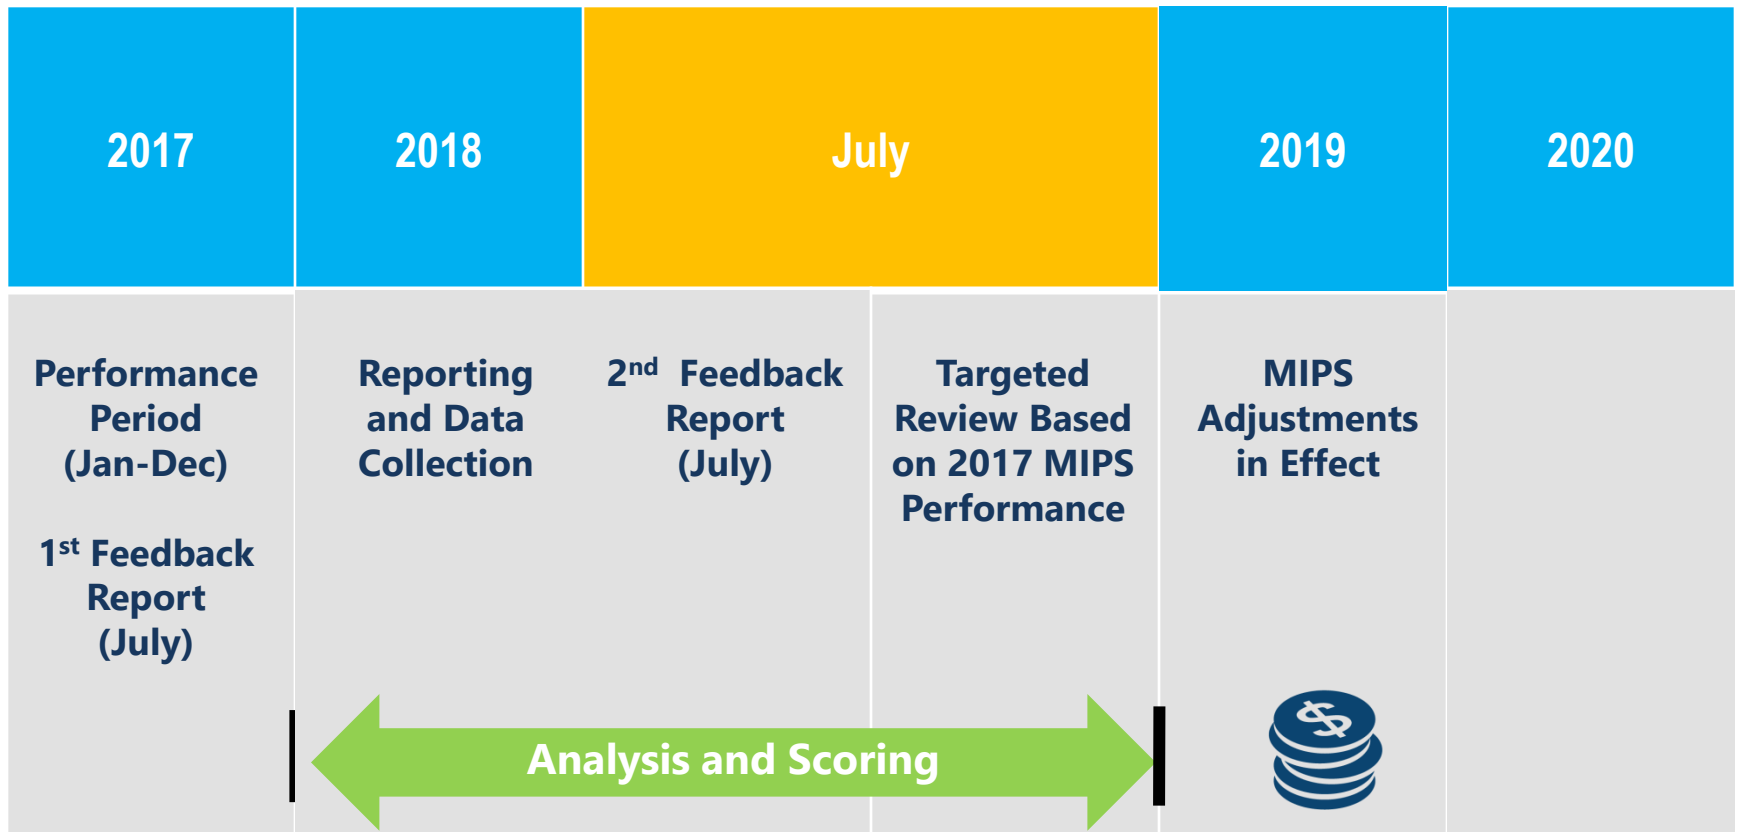 2017
2018
July
2019
2020
Performance
Period
(Jan-Dec)
1st Feedback
Report
(July)
Reporting
and Data
Collection
2nd Feedback
Report
(July)
Targeted
Review Based
on 2017 MIPS
Performance
MIPS
Adjustments
in Effect
Analysis and Scoring
$